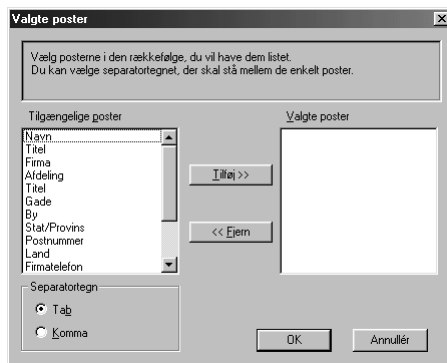 Valgte poster
Vælg posterne i den rækkefølge, du vil have dem listet.
Du kan vælge separatortegnet, der skal stå mellem de enkelt poster.
Tilgængelige poster
Navn
Titel
Firma
Afdeling
Titel
Gade
By
Stat/Provins
Postnummer
Land
Firmatelefon
Tilføj >>
<< Fjern
Valgte poster
Separatortegn
Tab
Komma
OK
Annullér